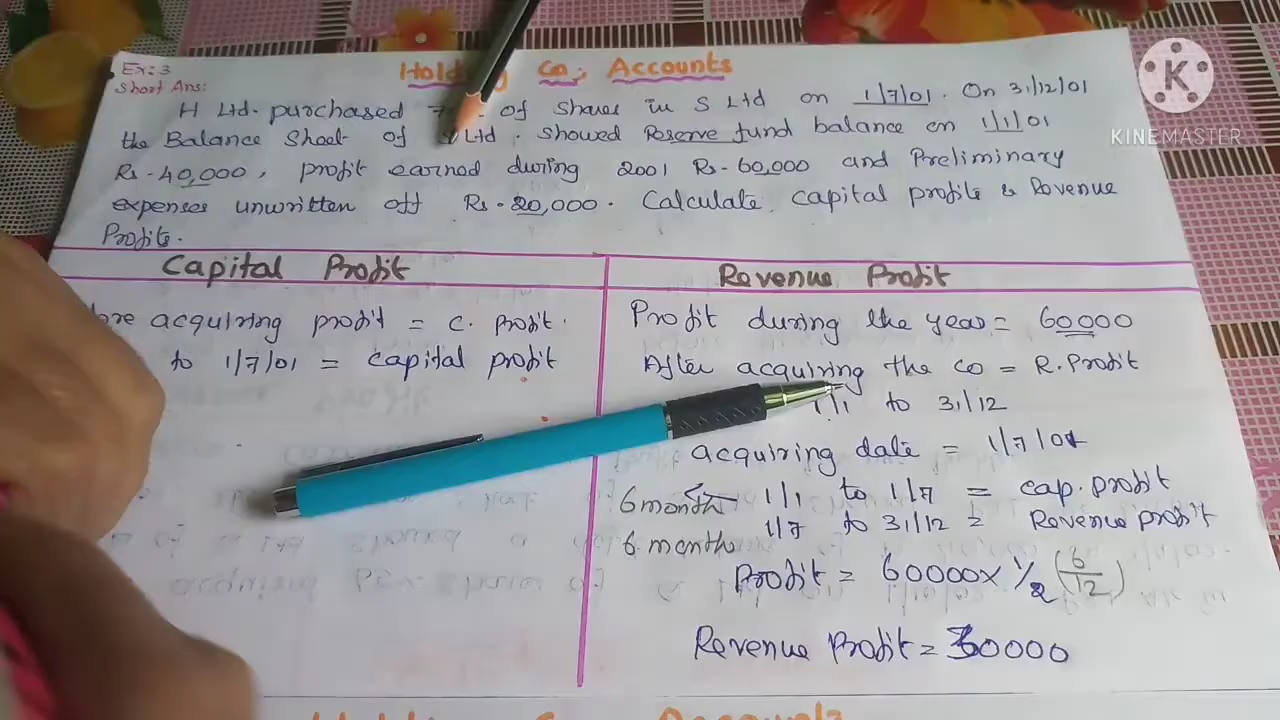 Ex: 3
Short Ans:
Holding Co; Accounts
H Ltd. purchased of shares in S Ltd on 1/7/01. On 31/12/01
the Balance Sheet of S Ltd. showed Reserve fund balance on 1/1/01
Rs. 40,000, profit earned during 2001 Rs. 60,000 and Preliminary
expenses unwritten off Rs. 20,000. Calculate capital profits & Revenue
Profits.
Capital Profit
acquiring profit = C. Profit.
to 1/7/01 = capital profit
Revenue Profit
Profit during the year = 60000
After acquiring the co = R. Profit
1/1 to 31/12
acquiring date = 1/7/01
6 months 1/1 to 1/7 = cap. profit
6 months 1/7 to 31/12 = Revenue profit
Profit = 60000 x 1/2 (6/12)
Revenue Profit = 30000
Accounts
K
KINEMASTER